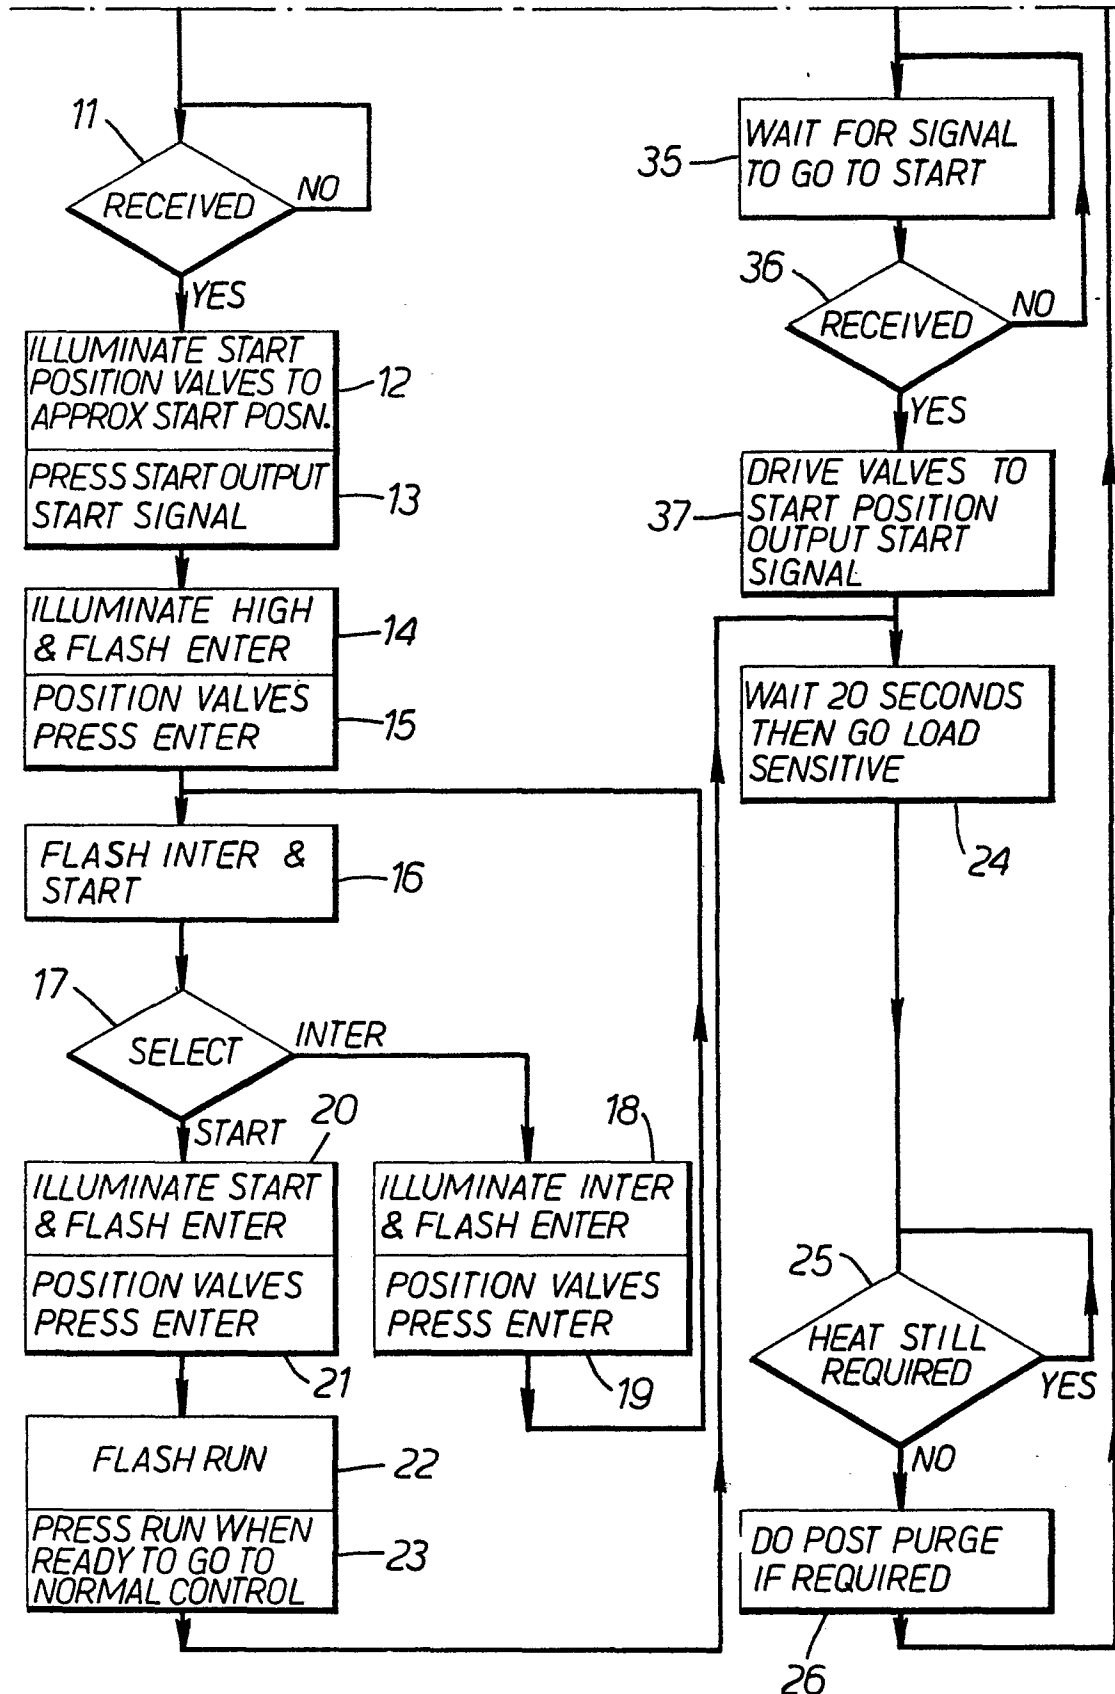 11
RECEIVED
NO
YES
ILLUMINATE START
POSITION VALVES TO
APPROX START POSN.
12
PRESS START OUTPUT
START SIGNAL
13
ILLUMINATE HIGH
& FLASH ENTER
14
POSITION VALVES
PRESS ENTER
15
FLASH INTER &
START
16
17
SELECT
INTER
START
20
ILLUMINATE START
& FLASH ENTER
POSITION VALVES
PRESS ENTER
21
18
ILLUMINATE INTER
& FLASH ENTER
POSITION VALVES
PRESS ENTER
19
FLASH RUN
22
PRESS RUN WHEN
READY TO GO TO
NORMAL CONTROL
23
35
WAIT FOR SIGNAL
TO GO TO START
36
RECEIVED
NO
YES
37
DRIVE VALVES TO
START POSITION
OUTPUT START
SIGNAL
WAIT 20 SECONDS
THEN GO LOAD
SENSITIVE
24
25
HEAT STILL
REQUIRED
YES
NO
DO POST PURGE
IF REQUIRED
26